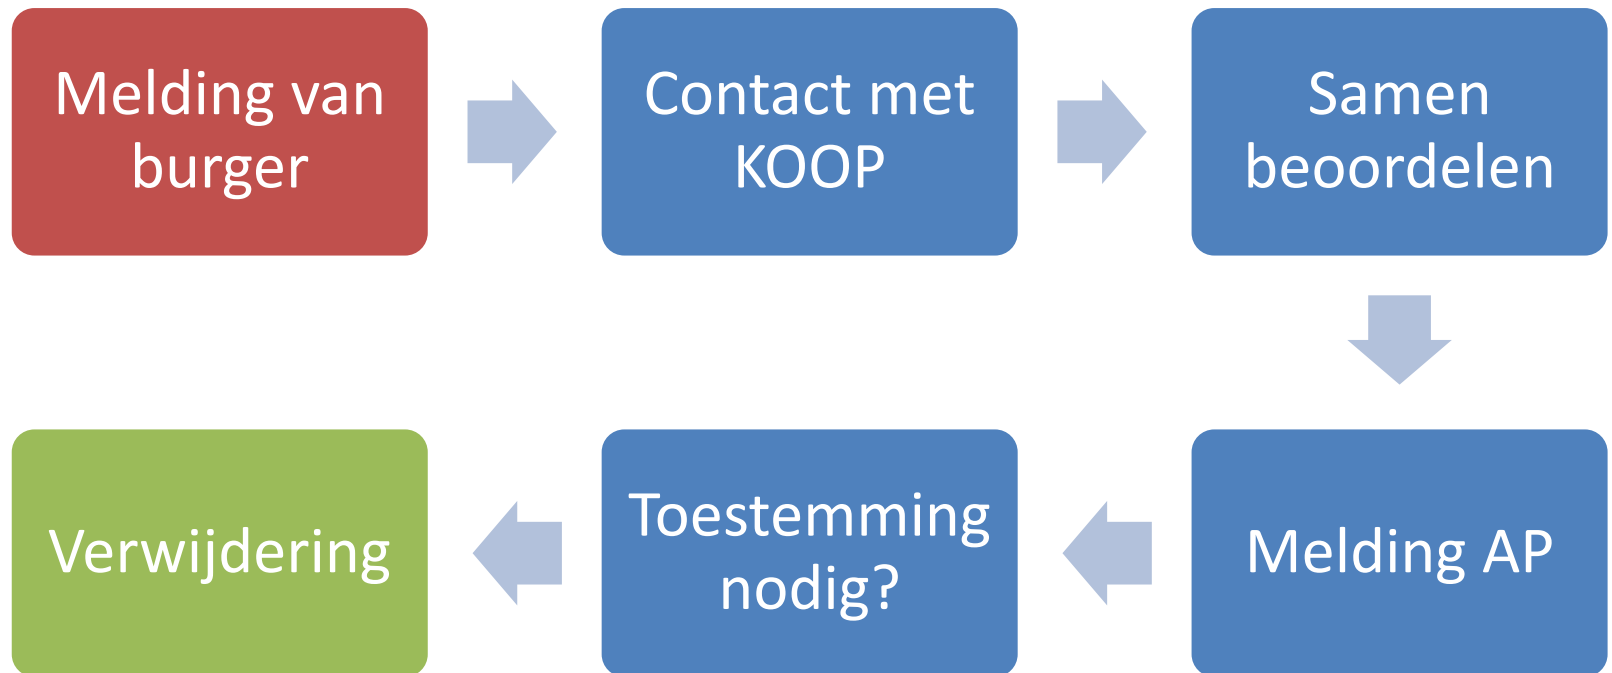 Melding van
burger
Contact met
KOOP
Samen
beoordelen
Melding AP
Toestemming
nodig?
Verwijdering